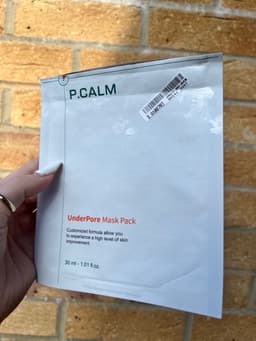 P.CALM
UnderPore Mask Pack
Customized formula allow you
to experience a high level of skin
improvement
30 ml - 1.01 fl oz.